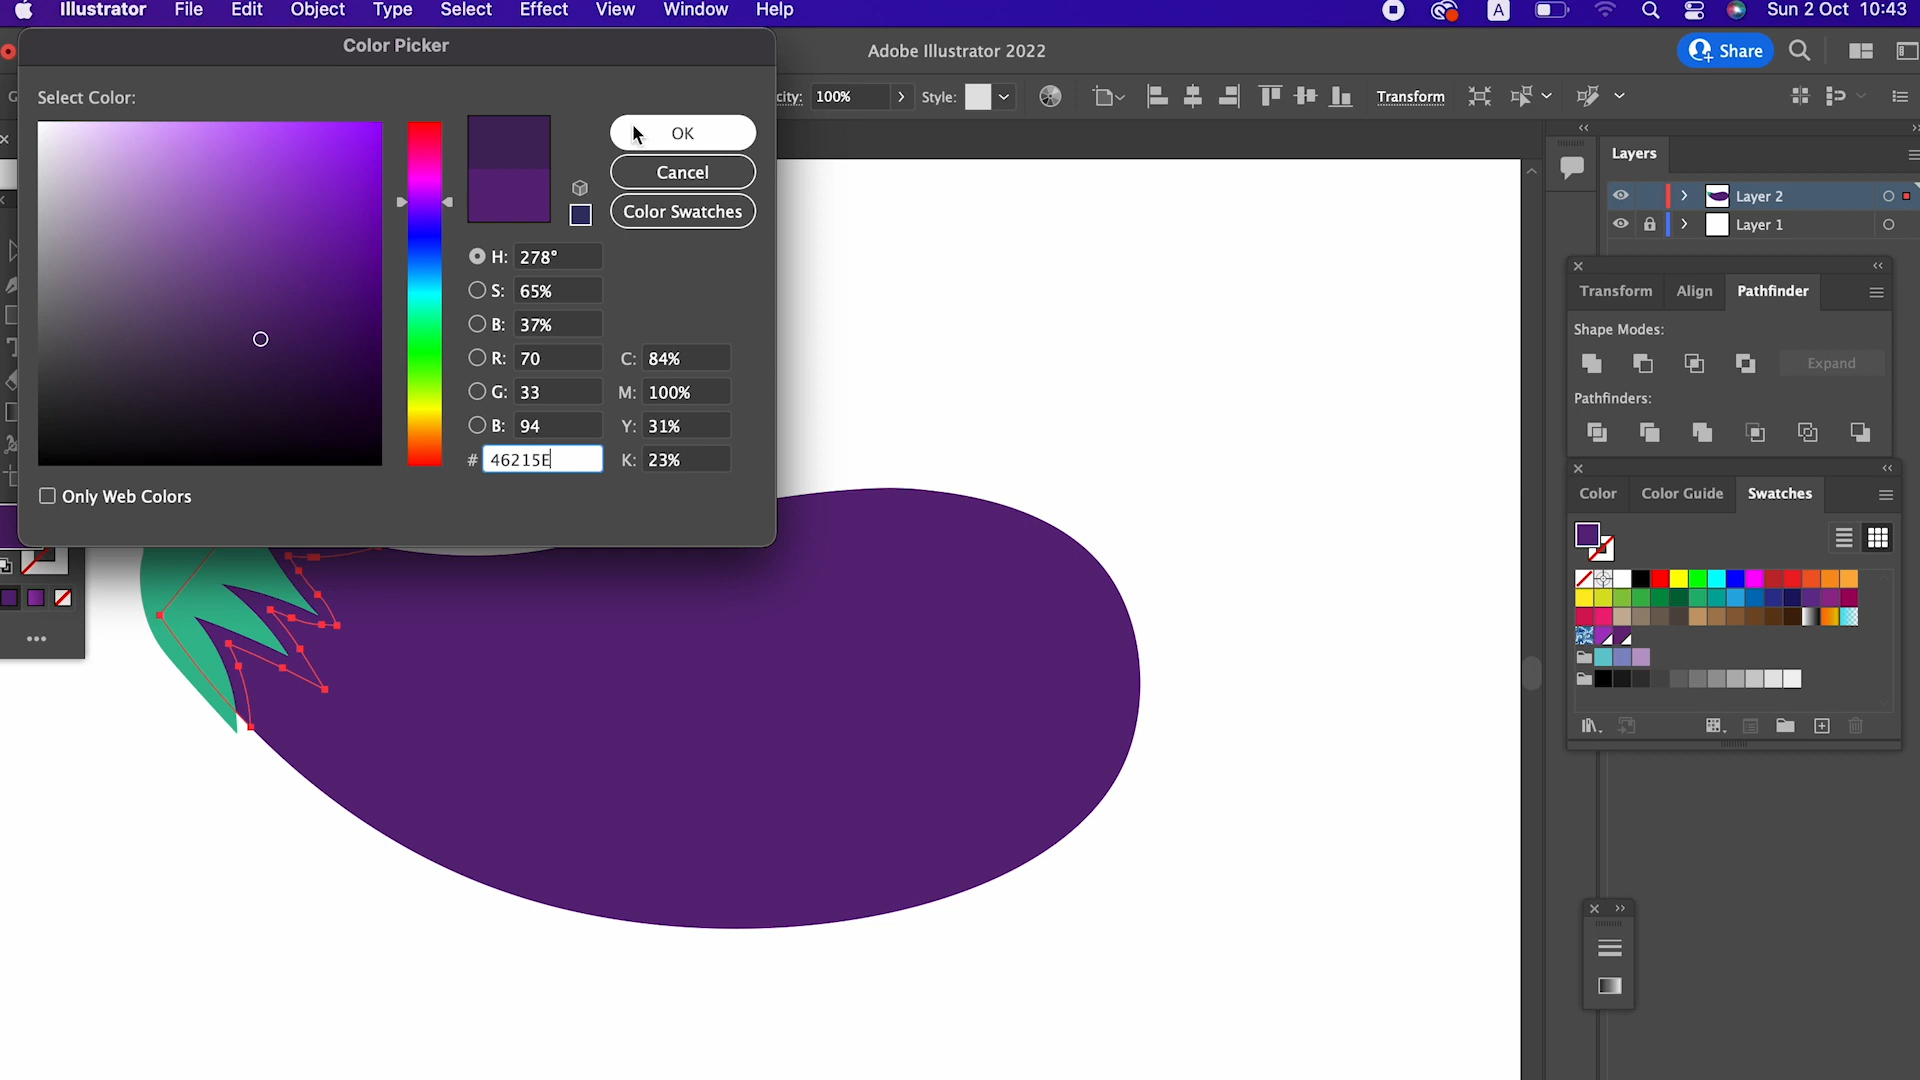 Illustrator File Edit Object Type Select Effect View Window Help A Sun 2 Oct 10:43
Color Picker
Adobe Illustrator 2022
Share
Select Color:
city: 100% Style: Transform
OK
Cancel
Color Swatches
H: 278°
S: 65%
B: 37%
R: 70 C: 84%
G: 33 M: 100%
B: 94 Y: 31%
# 46215E K: 23%
Only Web Colors
Layers
Layer 2
Layer 1
Transform Align Pathfinder
Shape Modes:
Expand
Pathfinders:
Color Color Guide Swatches